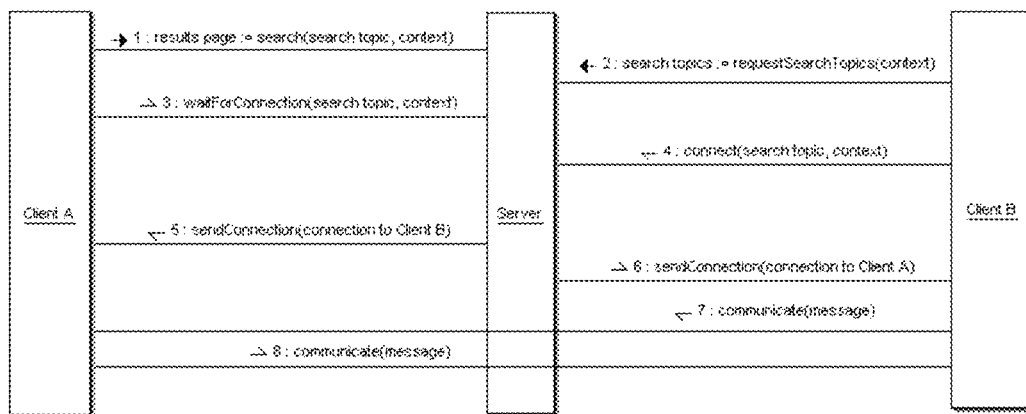 1 : results page := search(search topic, context)
2 : search topics := requestSearchTopics(context)
3 : waitForConnection(search topic, context)
4 : connect(search topic, context)
Client A
Server
Client B
5 : sendConnection(connection to Client B)
6 : sendConnection(connection to Client A)
7 : communicate(message)
8 : communicate(message)